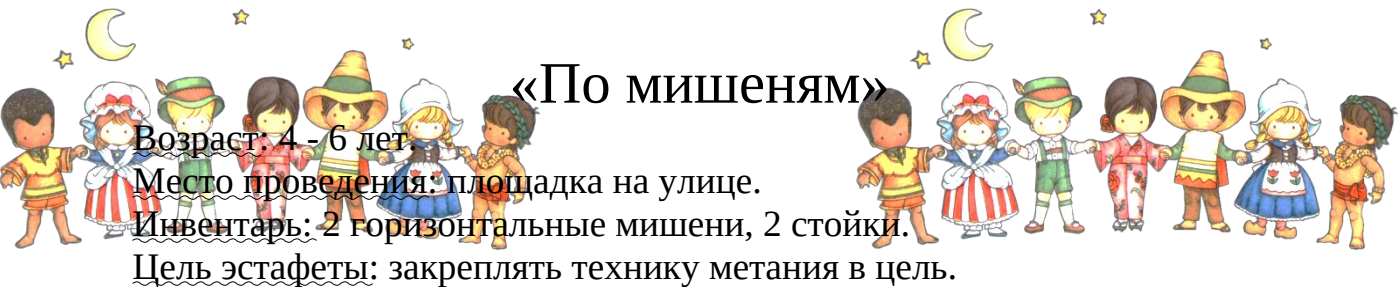 «По мишеням»
Возраст: 4 - 6 лет.
Место проведения: площадка на улице.
Инвентарь: 2 горизонтальные мишени, 2 стойки.
Цель эстафеты: закреплять технику метания в цель.